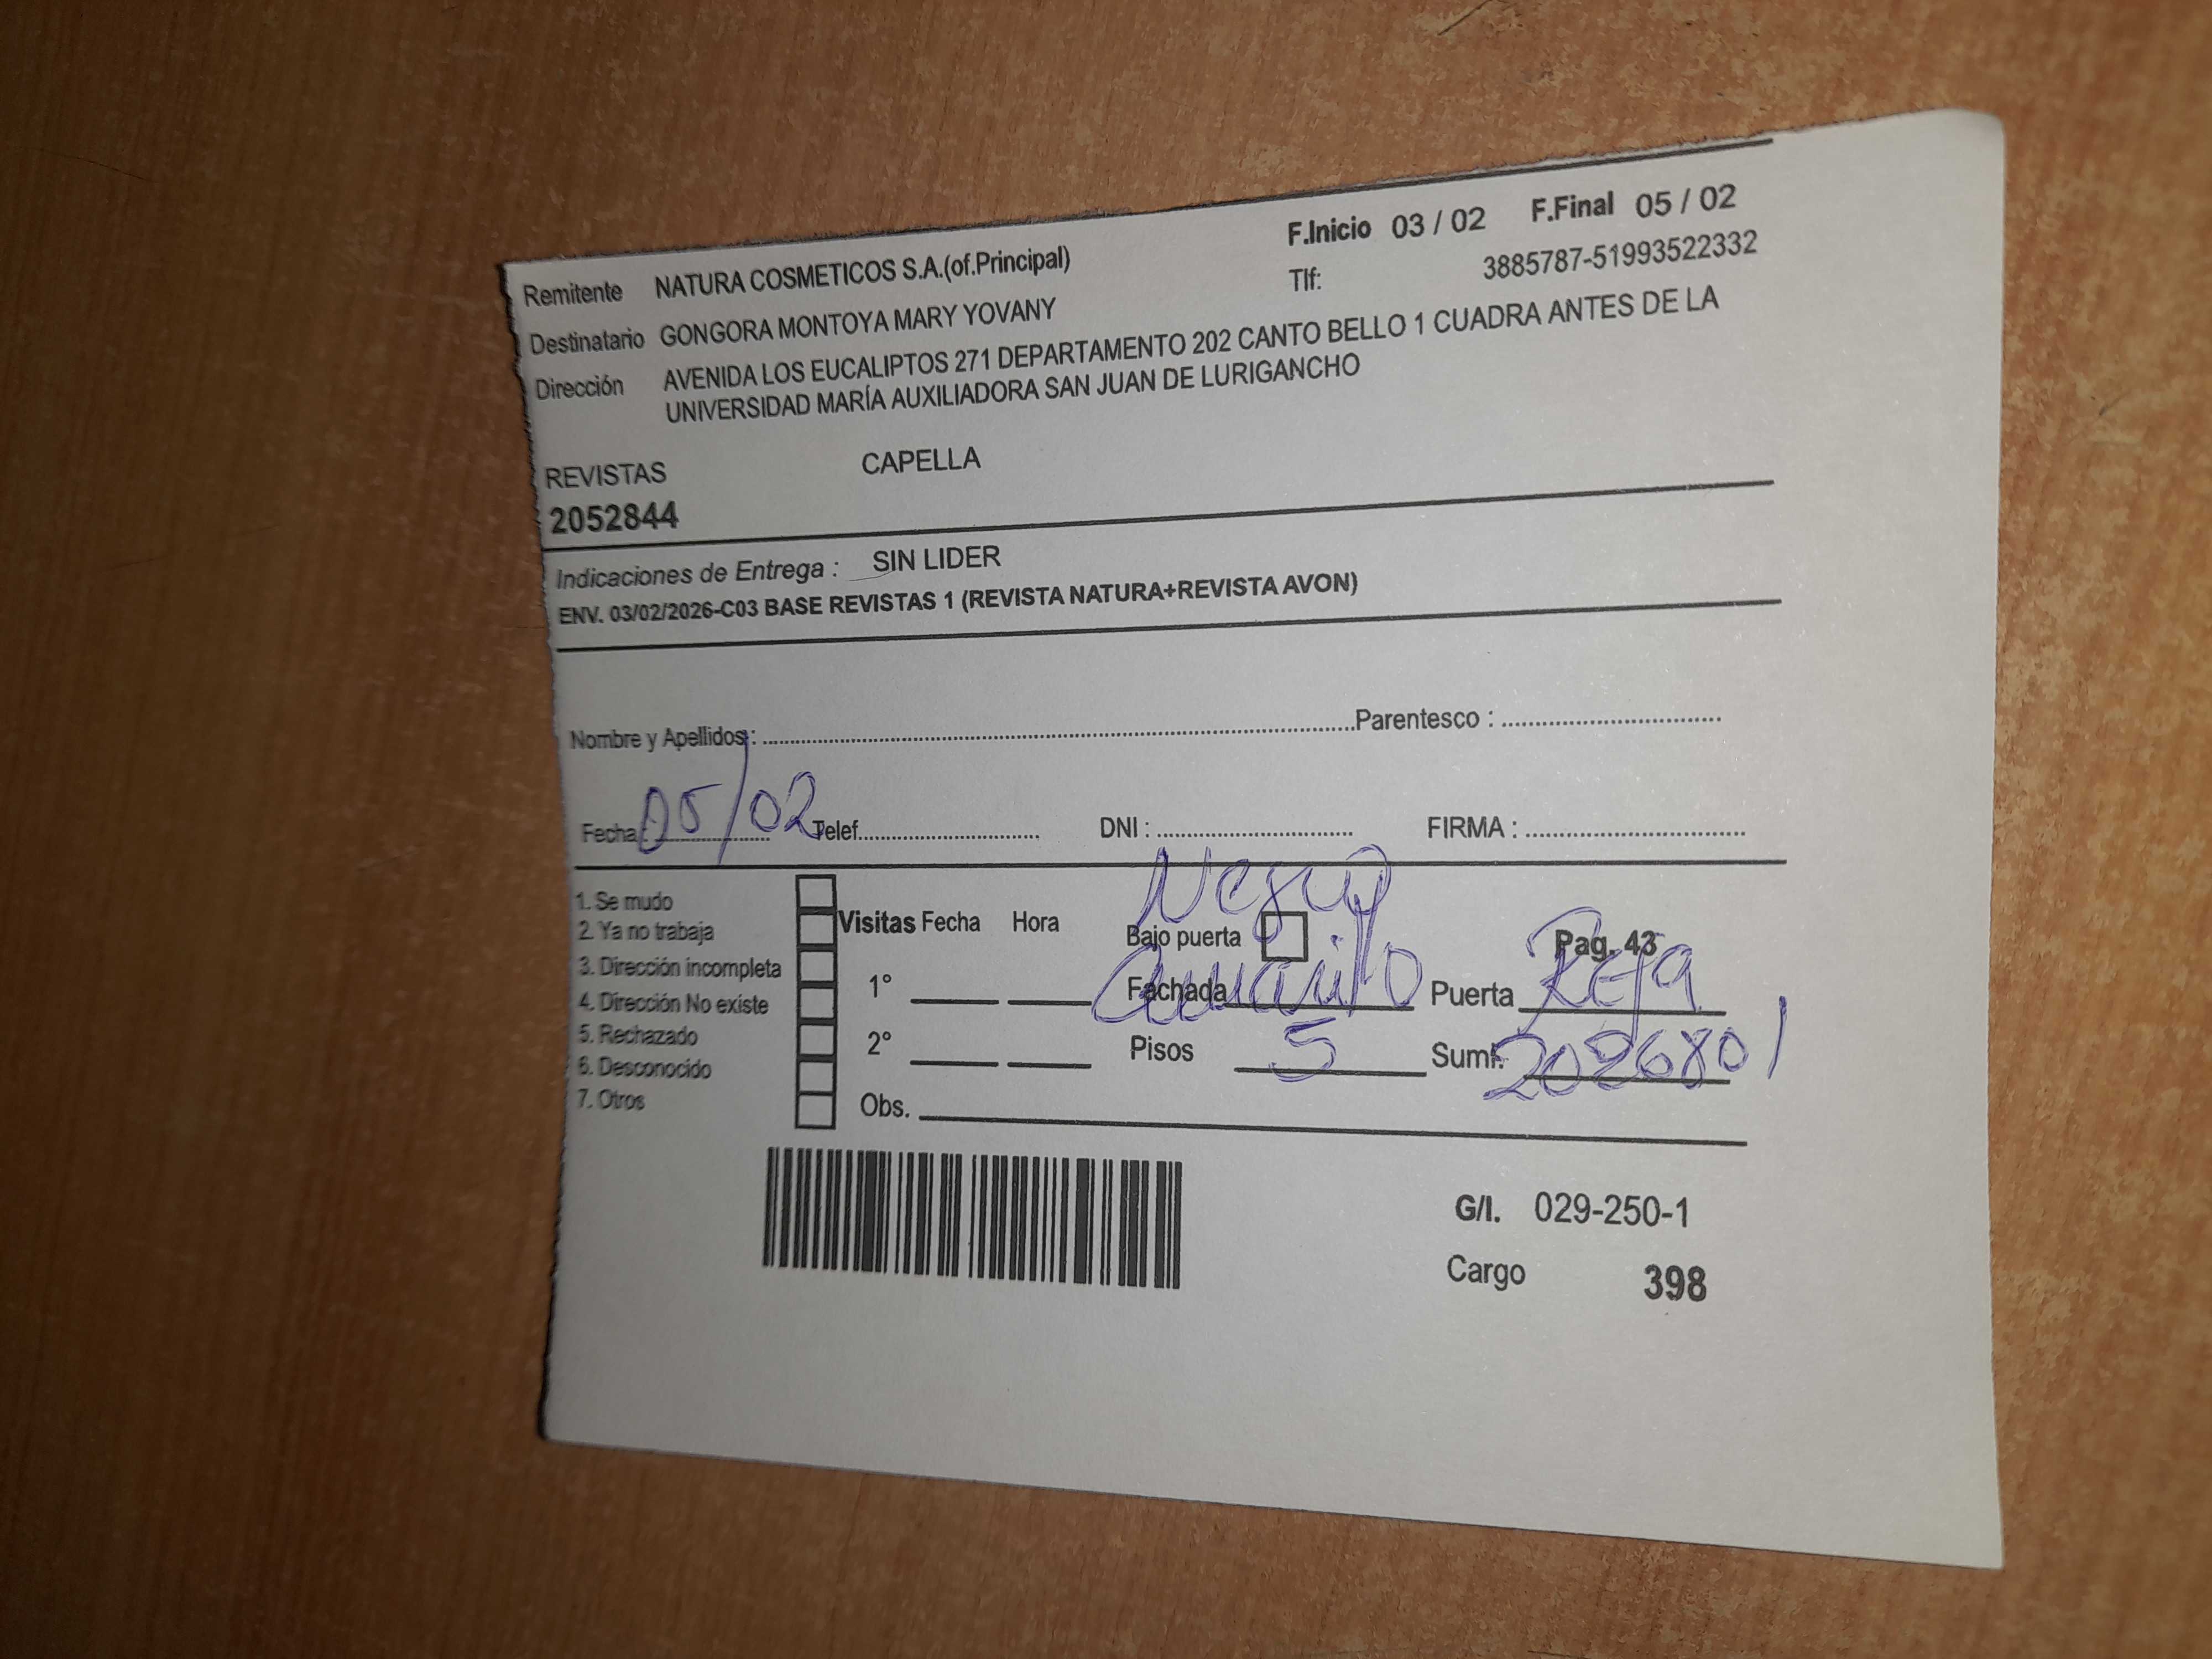 F.Inicio 03 / 02 F.Final 05 / 02
Remitente NATURA COSMETICOS S.A.(of.Principal) Tlf: 3885787-51993522332
Destinatario GONGORA MONTOYA MARY YOVANY
Dirección AVENIDA LOS EUCALIPTOS 271 DEPARTAMENTO 202 CANTO BELLO 1 CUADRA ANTES DE LA
UNIVERSIDAD MARÍA AUXILIADORA SAN JUAN DE LURIGANCHO
REVISTAS CAPELLA
2052844
Indicaciones de Entrega : SIN LIDER
ENV. 03/02/2026-C03 BASE REVISTAS 1 (REVISTA NATURA+REVISTA AVON)
Nombre y Apellidos : Parentesco :
Fecha : 05/02 Telef. DNI : FIRMA :
1. Se mudo
2. Ya no trabaja
3. Dirección incompleta
4. Dirección No existe
5. Rechazado
6. Desconocido
7. Otros
Visitas Fecha Hora
1°
2°
Obs.
Bajo puerta Pag. 43
Fachada amarillo Puerta Reja
Pisos 5 Sumi. 2026801
G/I. 029-250-1
Cargo 398